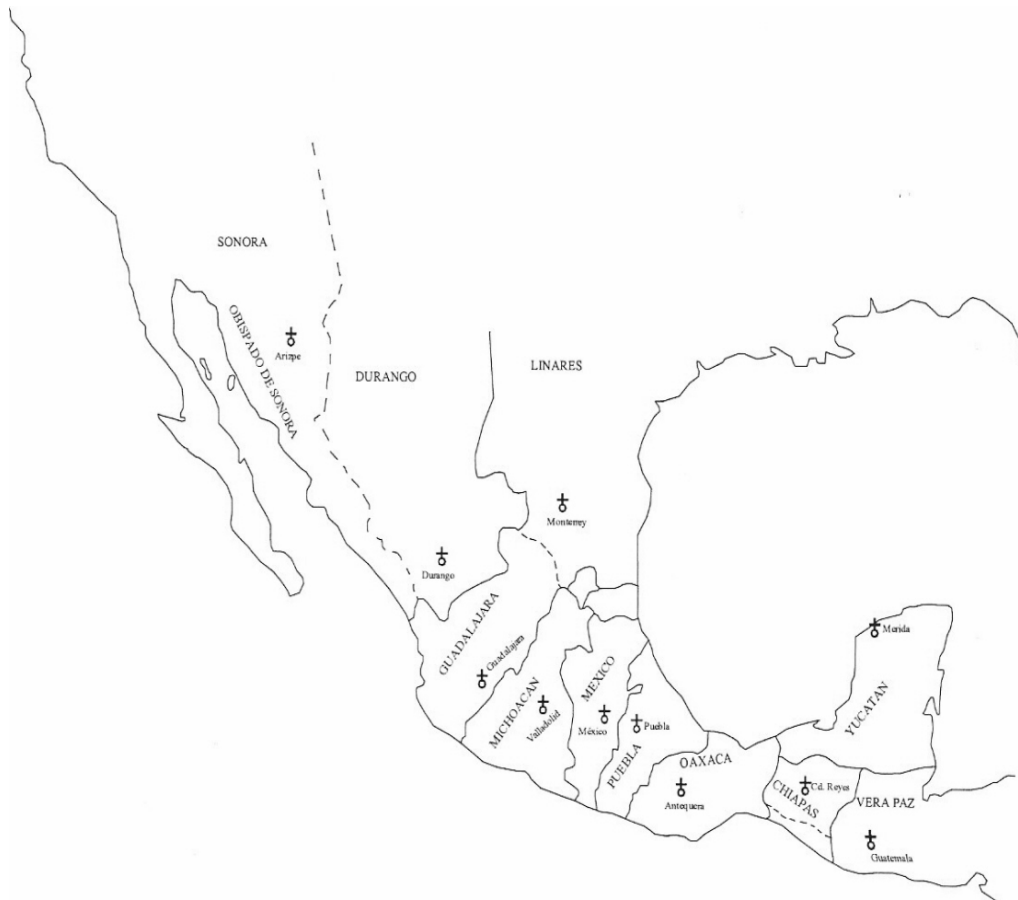 SONORA
OBISPADO DE SONORA
Arizpe
DURANGO
LINARES
Monterrey
Durango
GUADALAJARA
Guadalajara
Merida
MICHOACAN
Valladolid
MEXICO
México
YUCATAN
Puebla
PUEBLA
OAXACA
Antequera
CHIAPAS
Cd. Reyes
VERA PAZ
Guatemala